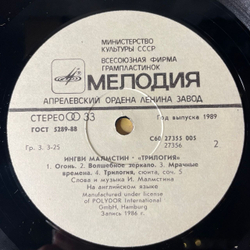 МИНИСТЕРСТВО
КУЛЬТУРЫ СССР
ВСЕСОЮЗНАЯ ФИРМА
ГРАМПЛАСТИНОК
МЕЛОДИЯ
АПРЕЛЕВСКИЙ ОРДЕНА ЛЕНИНА ЗАВОД
СТЕРЕО 33
Год выпуска 1989
ГОСТ 5289-88
С60 27355 005
Гр. 3. 3-25
27356
2
ИНГВИ МАЛМСТИН - «ТРИЛОГИЯ»
1. Огонь. 2. Волшебное зеркало. 3. Мрачные
времена. 4. Трилогия, сюита, соч. 5
Слова и музыка И. Малмстина
На английском языке
Manufactured under license
of POLYDOR International
GmbH, Hamburg
Запись 1986 г.